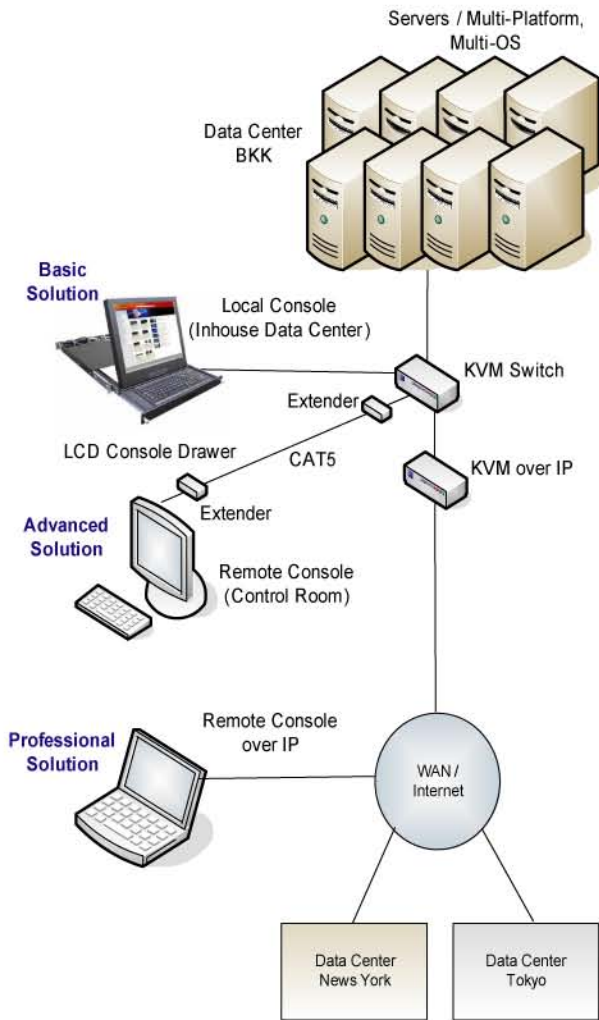 Servers / Multi-Platform,
Multi-OS
Data Center
BKK
Basic
Solution
Local Console
(Inhouse Data Center)
KVM Switch
Extender
LCD Console Drawer
CAT5
KVM over IP
Extender
Advanced
Solution
Remote Console
(Control Room)
Professional
Solution
Remote Console
over IP
WAN /
Internet
Data Center
News York
Data Center
Tokyo